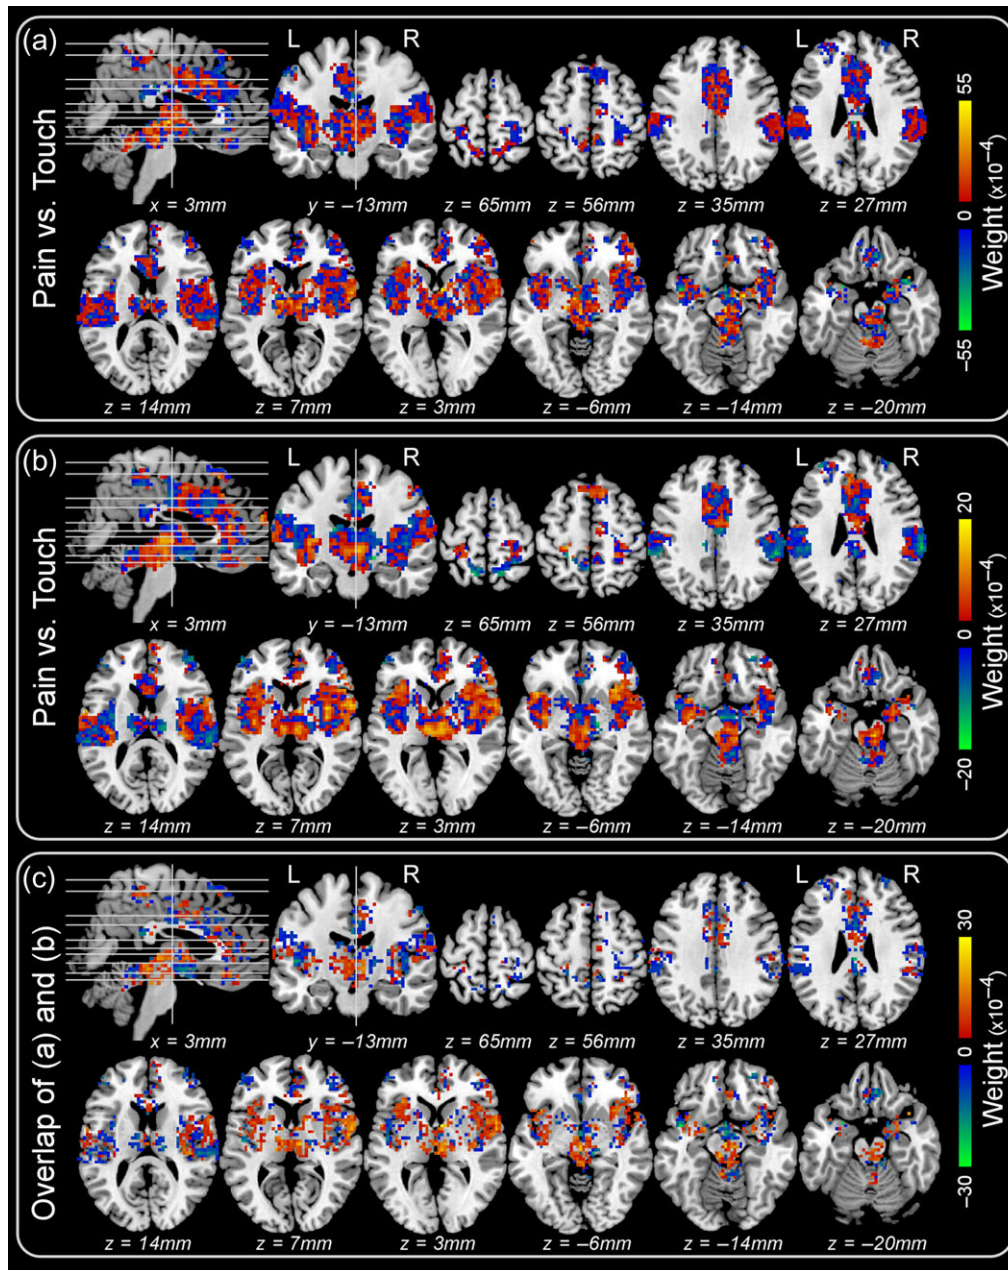 (a)
L R
L R
Pain vs. Touch
x = 3mm y = −13mm z = 65mm z = 56mm z = 35mm z = 27mm
z = 14mm z = 7mm z = 3mm z = −6mm z = −14mm z = −20mm
−55 0 55
Weight (×10−4)
(b)
L R
L R
Pain vs. Touch
x = 3mm y = −13mm z = 65mm z = 56mm z = 35mm z = 27mm
z = 14mm z = 7mm z = 3mm z = −6mm z = −14mm z = −20mm
−20 0 20
Weight (×10−4)
(c)
L R
L R
Overlap of (a) and (b)
x = 3mm y = −13mm z = 65mm z = 56mm z = 35mm z = 27mm
z = 14mm z = 7mm z = 3mm z = −6mm z = −14mm z = −20mm
−30 0 30
Weight (×10−4)